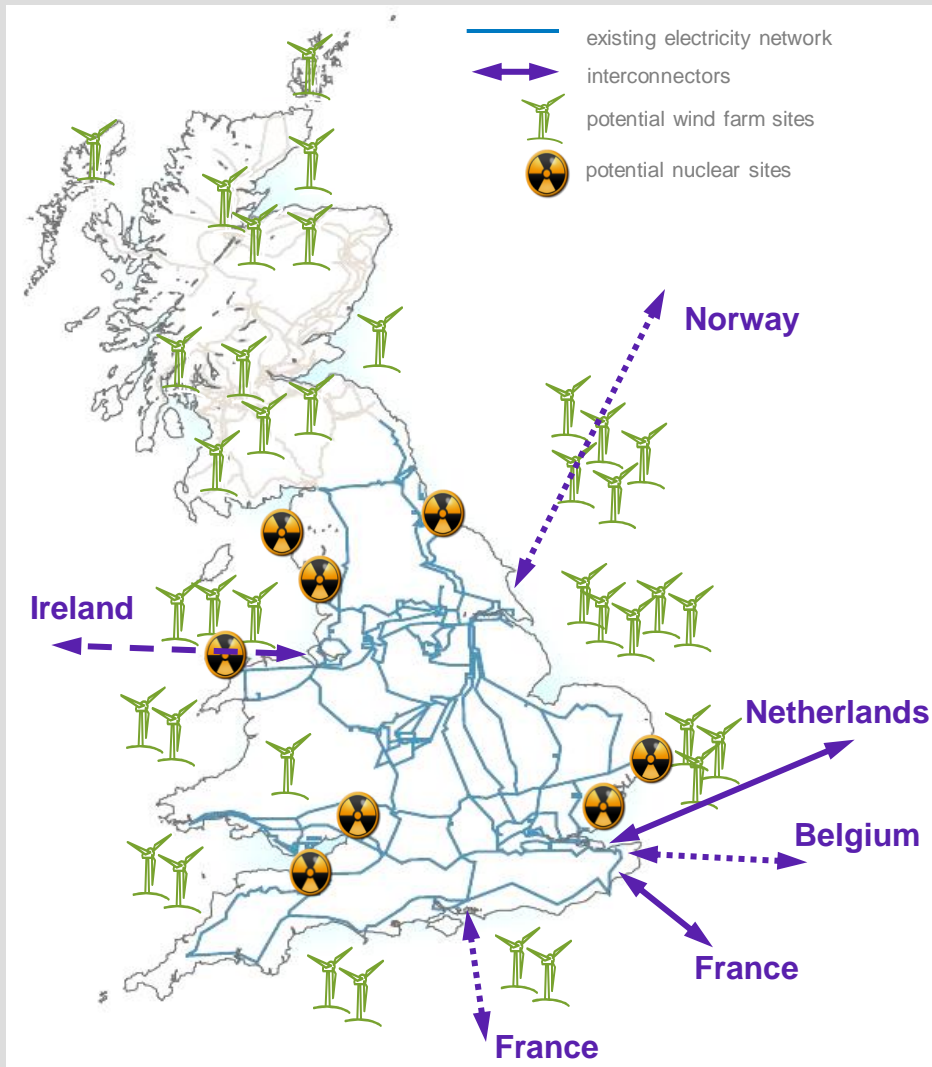 existing electricity network
interconnectors
potential wind farm sites
potential nuclear sites
Norway
Ireland
Netherlands
Belgium
France
France